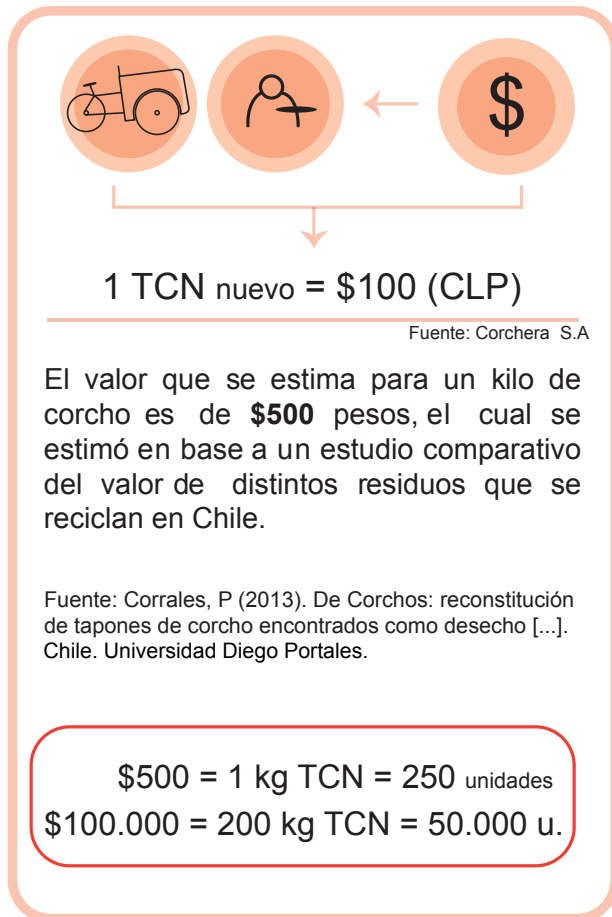 $
1 TCN nuevo = $100 (CLP)
Fuente: Corchera S.A
El valor que se estima para un kilo de
corcho es de $500 pesos, el cual se
estimó en base a un estudio comparativo
del valor de distintos residuos que se
reciclan en Chile.
Fuente: Corrales, P (2013). De Corchos: reconstitución
de tapones de corcho encontrados como desecho [...].
Chile. Universidad Diego Portales.
$500 = 1 kg TCN = 250 unidades
$100.000 = 200 kg TCN = 50.000 u.